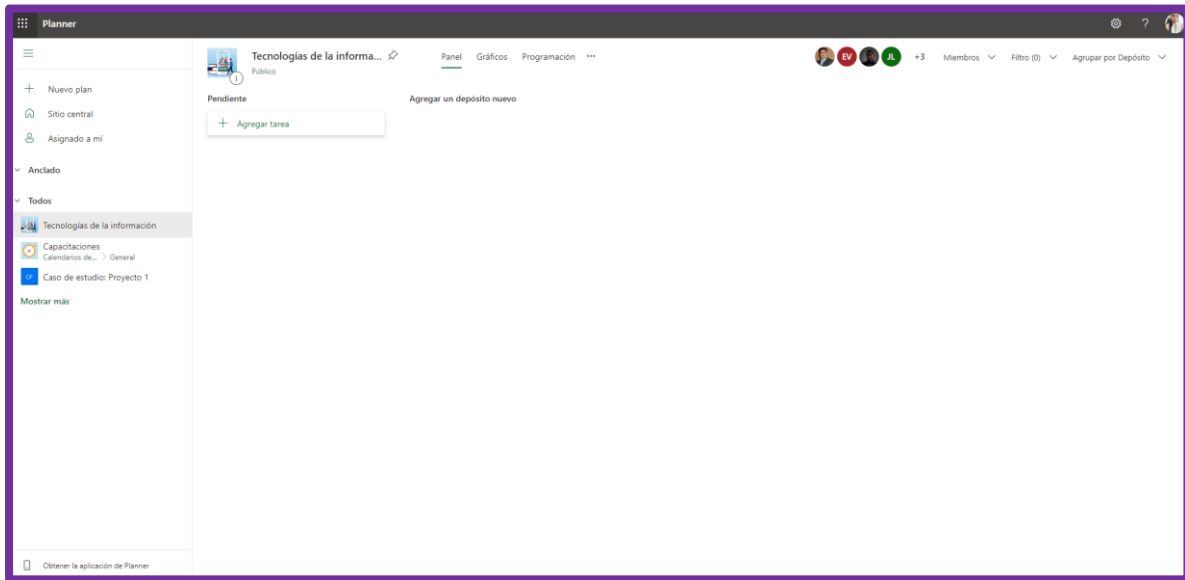 Planner
Nuevo plan
Sitio central
Asignado a mí
Anclado
Todos
Tecnologías de la información
Capacitaciones
Calendarios de... > General
CP Caso de estudio: Proyecto 1
Mostrar más
Obtener la aplicación de Planner
Tecnologías de la informa...
Público
Panel Gráficos Programación ...
EV JL +3 Miembros Filtro (0) Agrupar por Depósito
Pendiente
Agregar un depósito nuevo
+ Agregar tarea